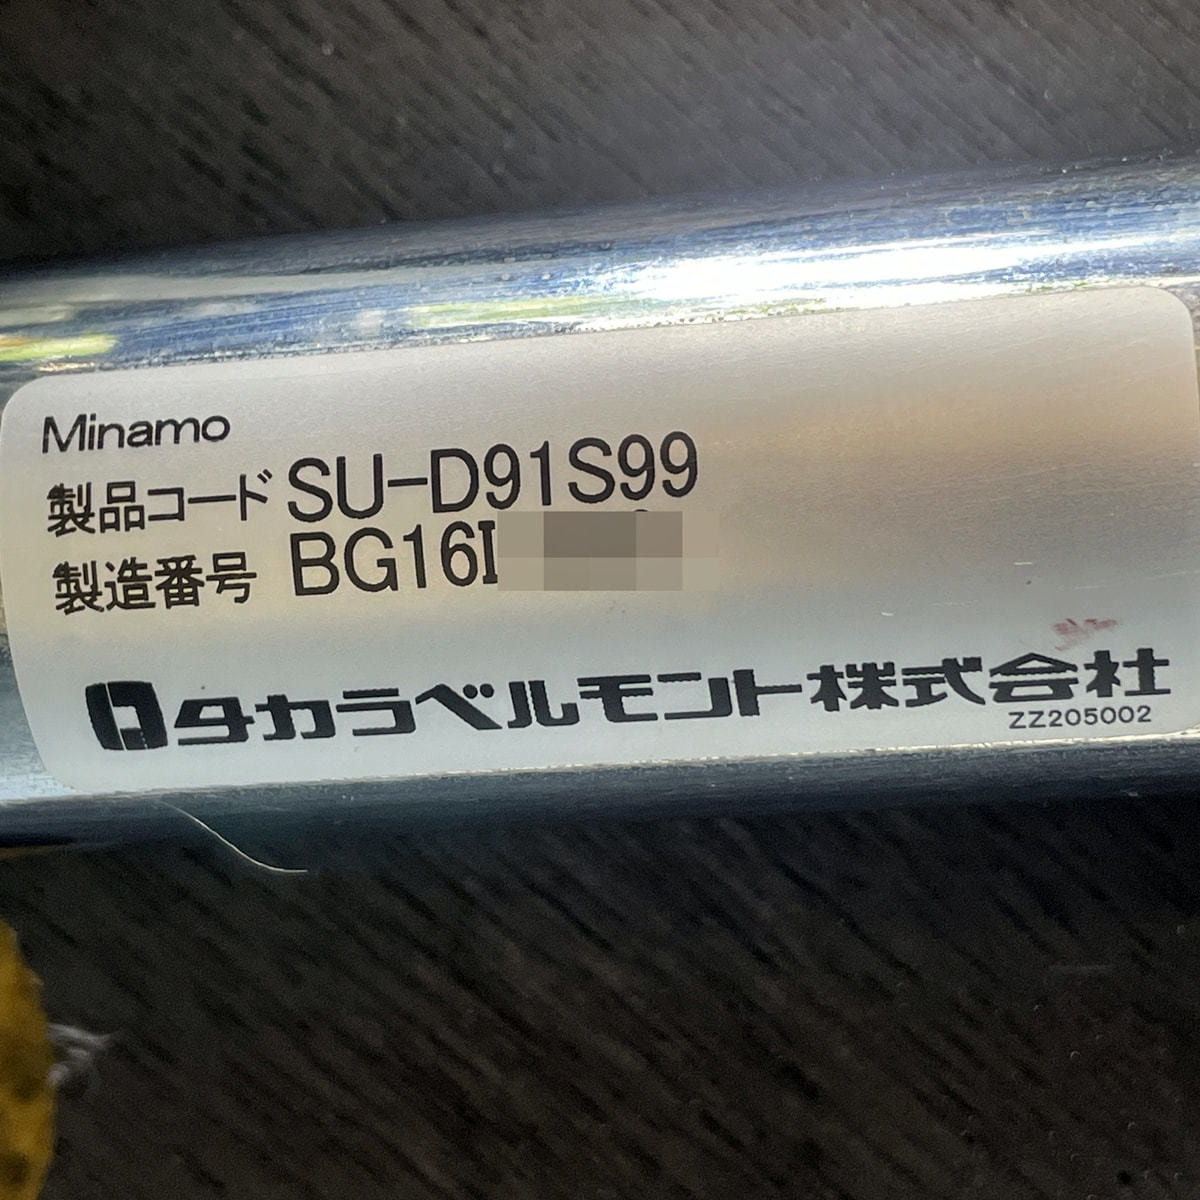 Minamo
製品コード SU-D91S99
製造番号 BG16I
タカラベルモント株式会社
ZZ205002